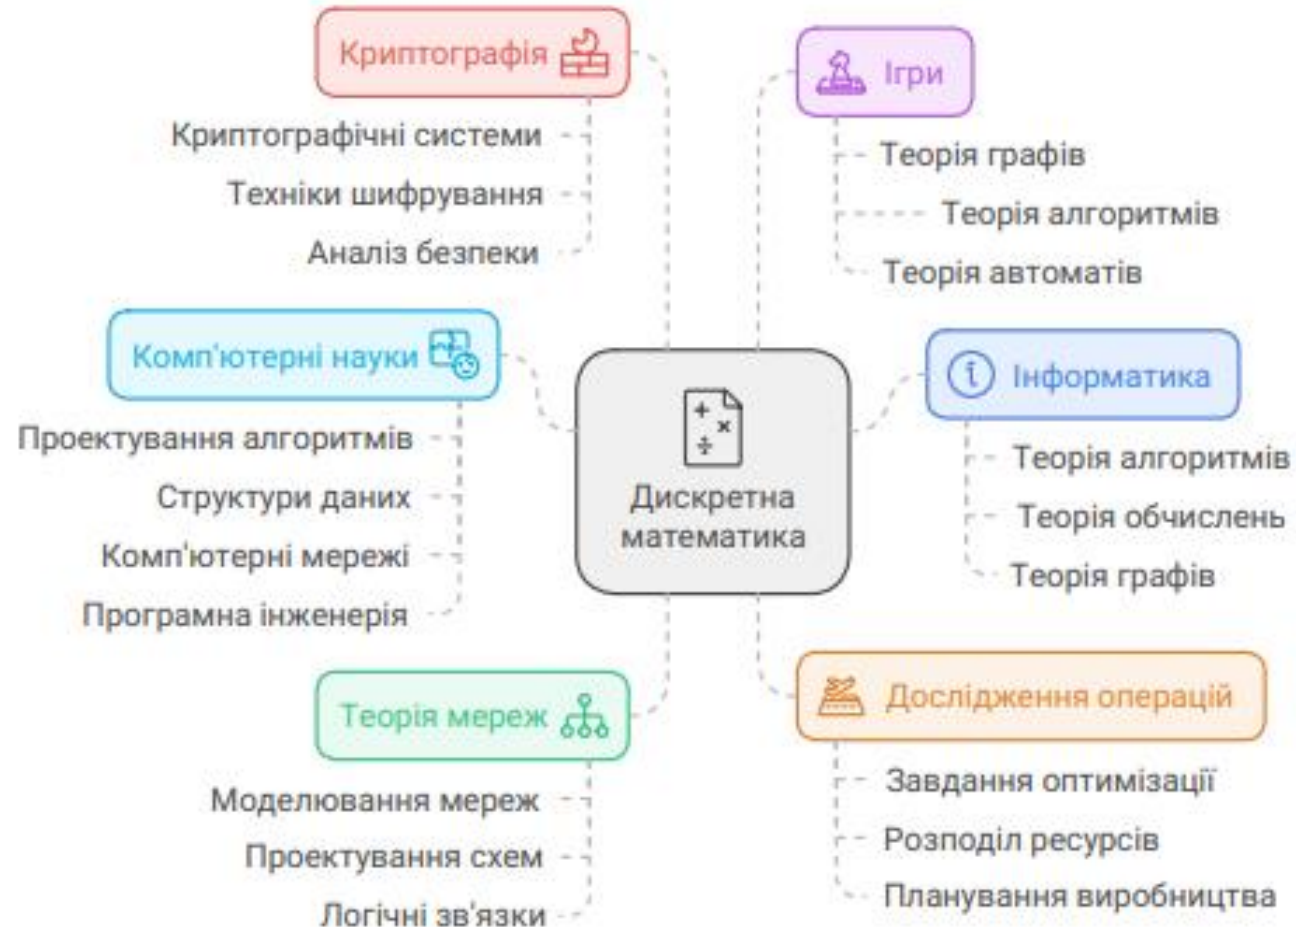 Криптографія
Криптографічні системи
Техніки шифрування
Аналіз безпеки
Ігри
Теорія графів
Теорія алгоритмів
Теорія автоматів
Комп'ютерні науки
Проектування алгоритмів
Структури даних
Комп'ютерні мережі
Програмна інженерія
Дискретна
математика
Інформатика
Теорія алгоритмів
Теорія обчислень
Теорія графів
Теорія мереж
Моделювання мереж
Проектування схем
Логічні зв'язки
Дослідження операцій
Завдання оптимізації
Розподіл ресурсів
Планування виробництва